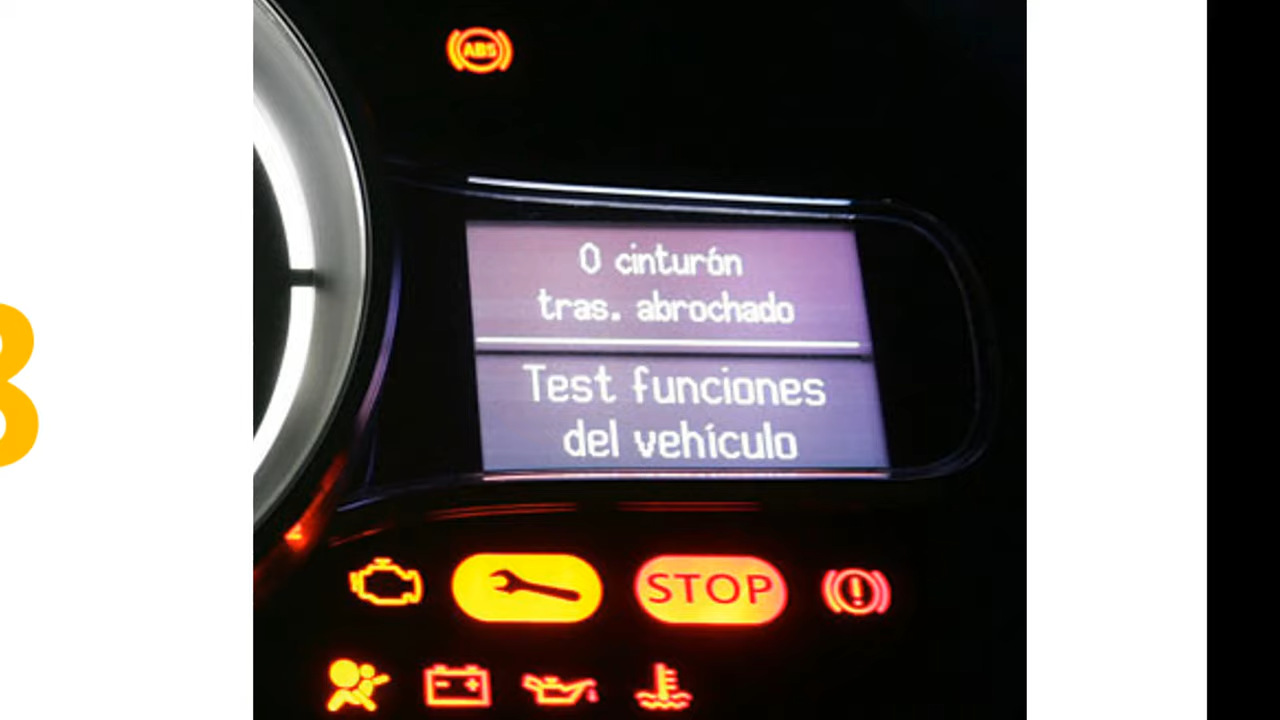 ABS
0 cinturón
tras. abrochado
Test funciones
del vehículo
STOP